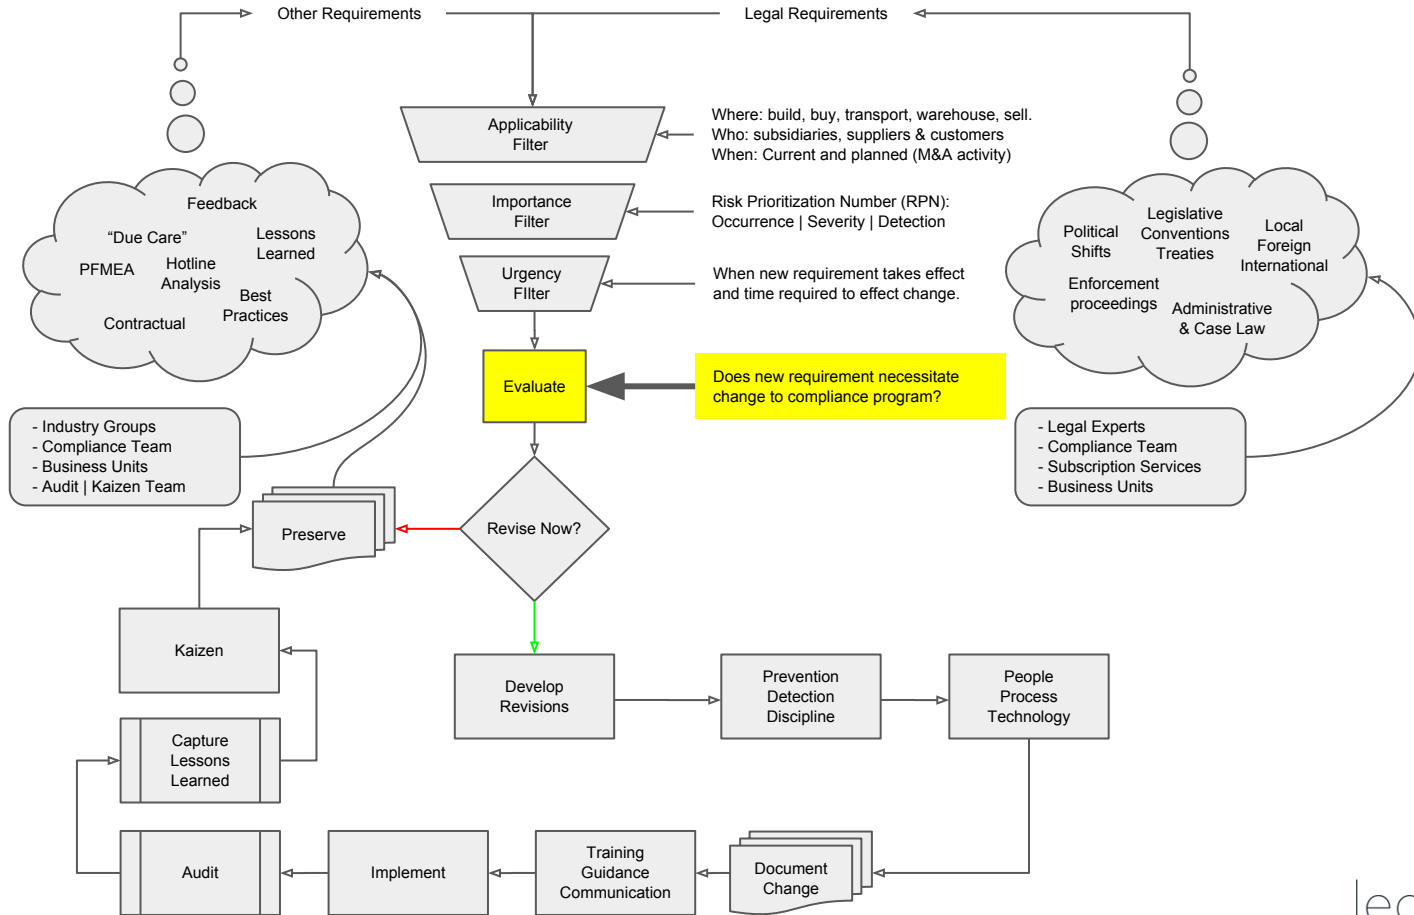 Other Requirements
Legal Requirements
Applicability
Filter
Where: build, buy, transport, warehouse, sell.
Who: subsidiaries, suppliers & customers
When: Current and planned (M&A activity)
Importance
Filter
Risk Prioritization Number (RPN):
Occurrence | Severity | Detection
Urgency
FIlter
When new requirement takes effect
and time required to effect change.
Feedback
"Due Care"
Lessons
Learned
PFMEA
Hotline
Analysis
Best
Practices
Contractual
Political
Shifts
Legislative
Conventions
Treaties
Local
Foreign
International
Enforcement
proceedings
Administrative
& Case Law
Evaluate
Does new requirement necessitate
change to compliance program?
- Industry Groups
- Compliance Team
- Business Units
- Audit | Kaizen Team
- Legal Experts
- Compliance Team
- Subscription Services
- Business Units
Preserve
Revise Now?
Kaizen
Develop
Revisions
Prevention
Detection
Discipline
People
Process
Technology
Capture
Lessons
Learned
Audit
Implement
Training
Guidance
Communication
Document
Change